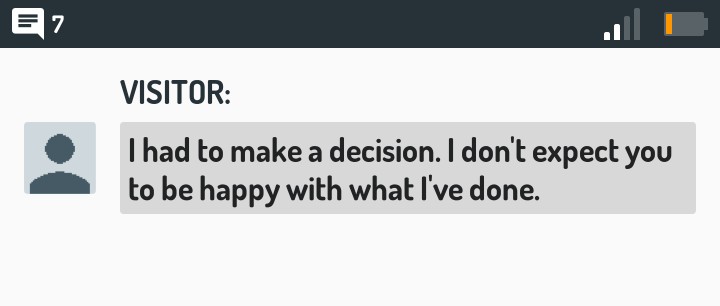 7
VISITOR:
I had to make a decision. I don't expect you
to be happy with what I've done.